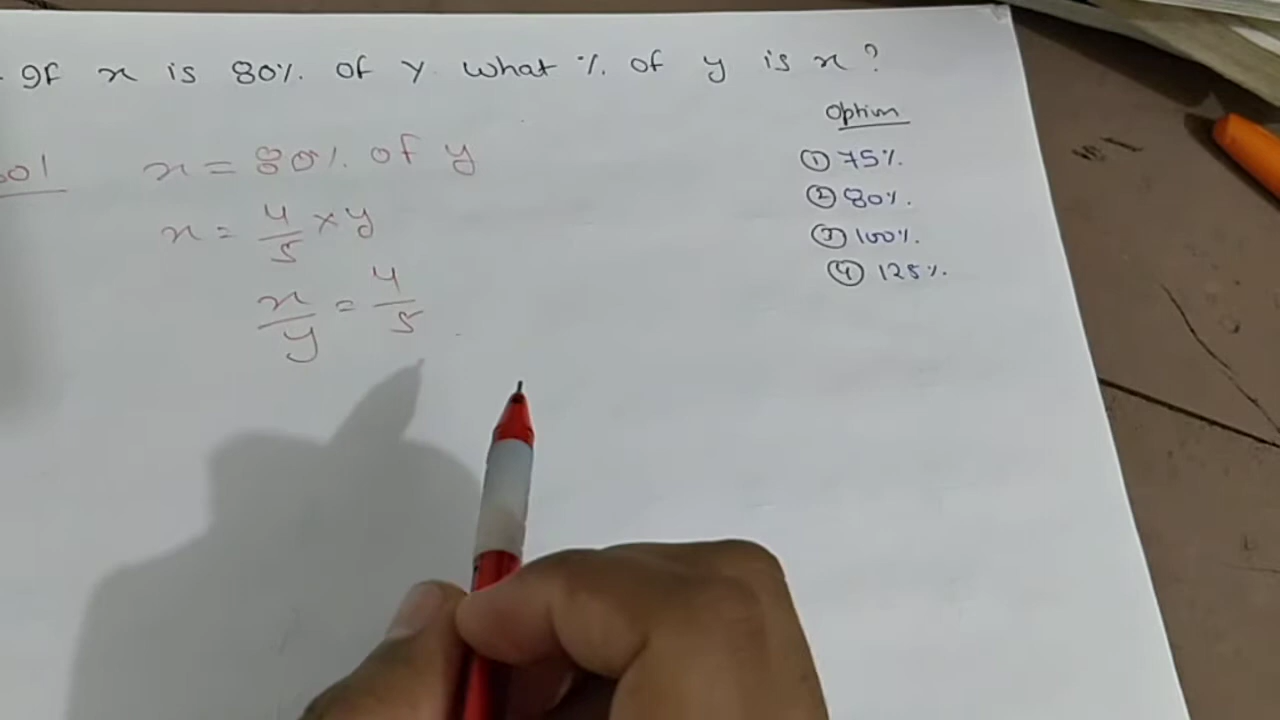 If x is 80% of y what % of y is x?
Sol
x = 80% of y
x = 4/5 × y
x/y = 4/5
Option
① 75%.
② 80%.
③ 100%.
④ 125%.